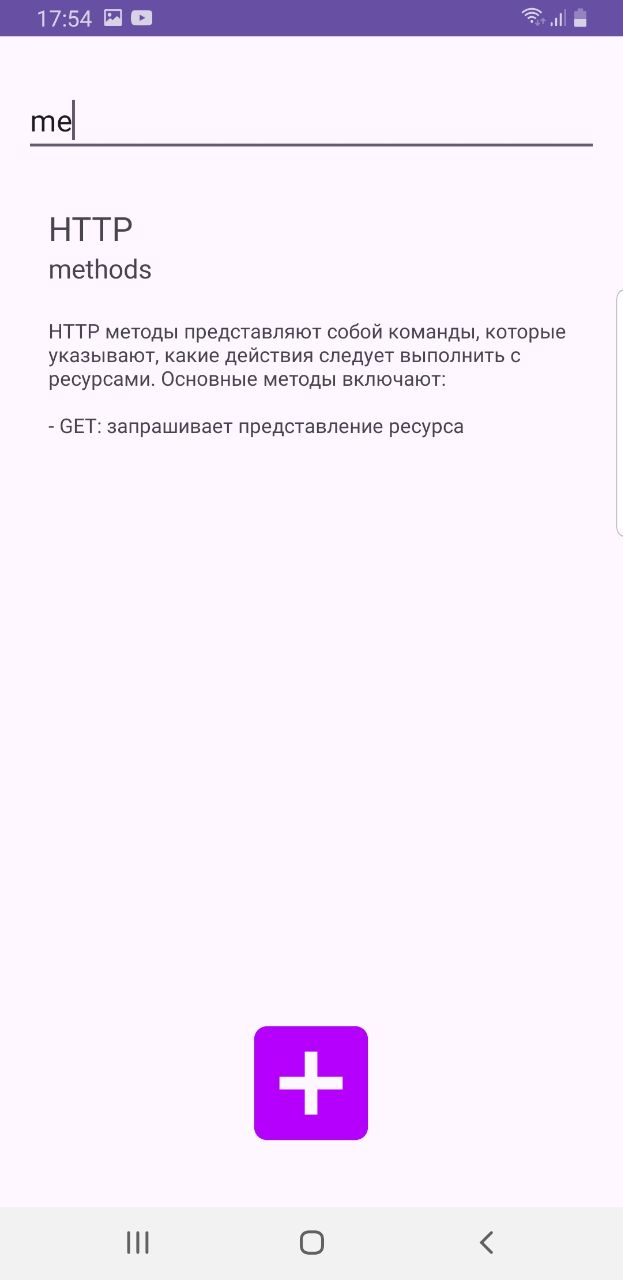 17:54
me
HTTP
methods
HTTP методы представляют собой команды, которые
указывают, какие действия следует выполнить с
ресурсами. Основные методы включают:
- GET: запрашивает представление ресурса